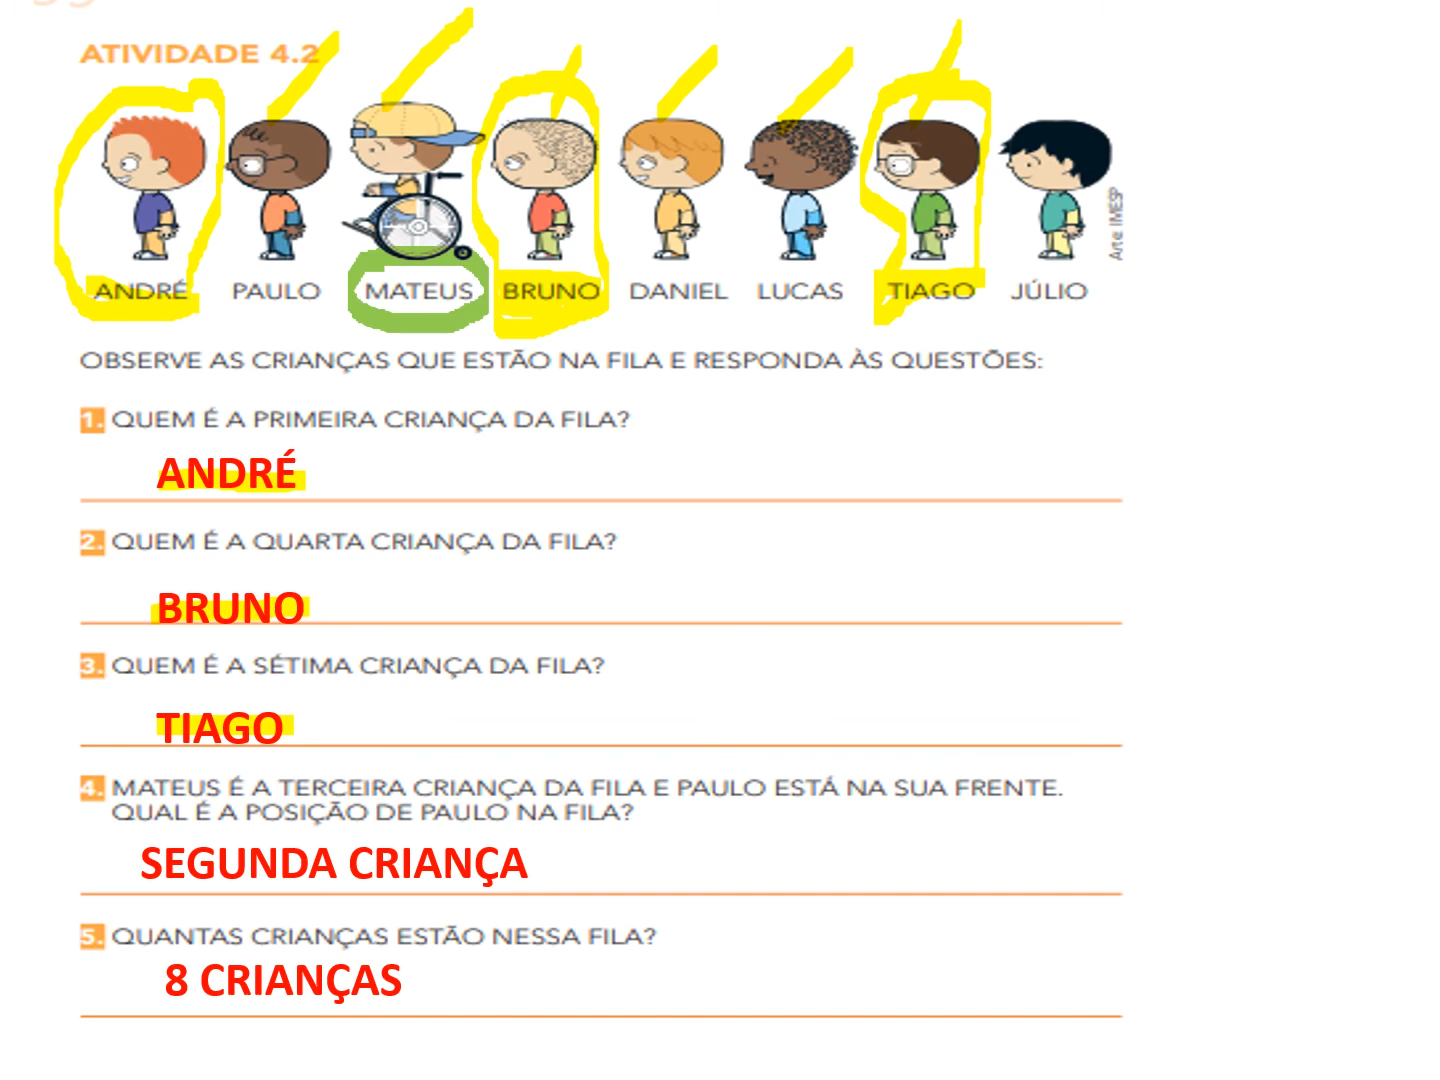 ATIVIDADE 4.2
ANDRÉ PAULO MATEUS BRUNO DANIEL LUCAS TIAGO JÚLIO
Arte IMESP
OBSERVE AS CRIANÇAS QUE ESTÃO NA FILA E RESPONDA ÀS QUESTÕES:
1. QUEM É A PRIMEIRA CRIANÇA DA FILA?
ANDRÉ
2. QUEM É A QUARTA CRIANÇA DA FILA?
BRUNO
3. QUEM É A SÉTIMA CRIANÇA DA FILA?
TIAGO
4. MATEUS É A TERCEIRA CRIANÇA DA FILA E PAULO ESTÁ NA SUA FRENTE.
QUAL É A POSIÇÃO DE PAULO NA FILA?
SEGUNDA CRIANÇA
5. QUANTAS CRIANÇAS ESTÃO NESSA FILA?
8 CRIANÇAS